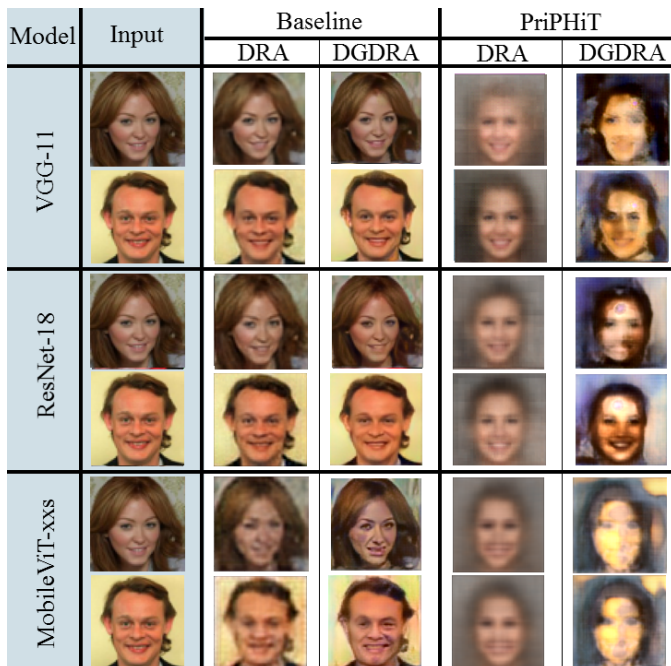 Model
Input
Baseline
PriPHiT
DRA
DGDRA
DRA
DGDRA
VGG-11
ResNet-18
MobileViT-xxs